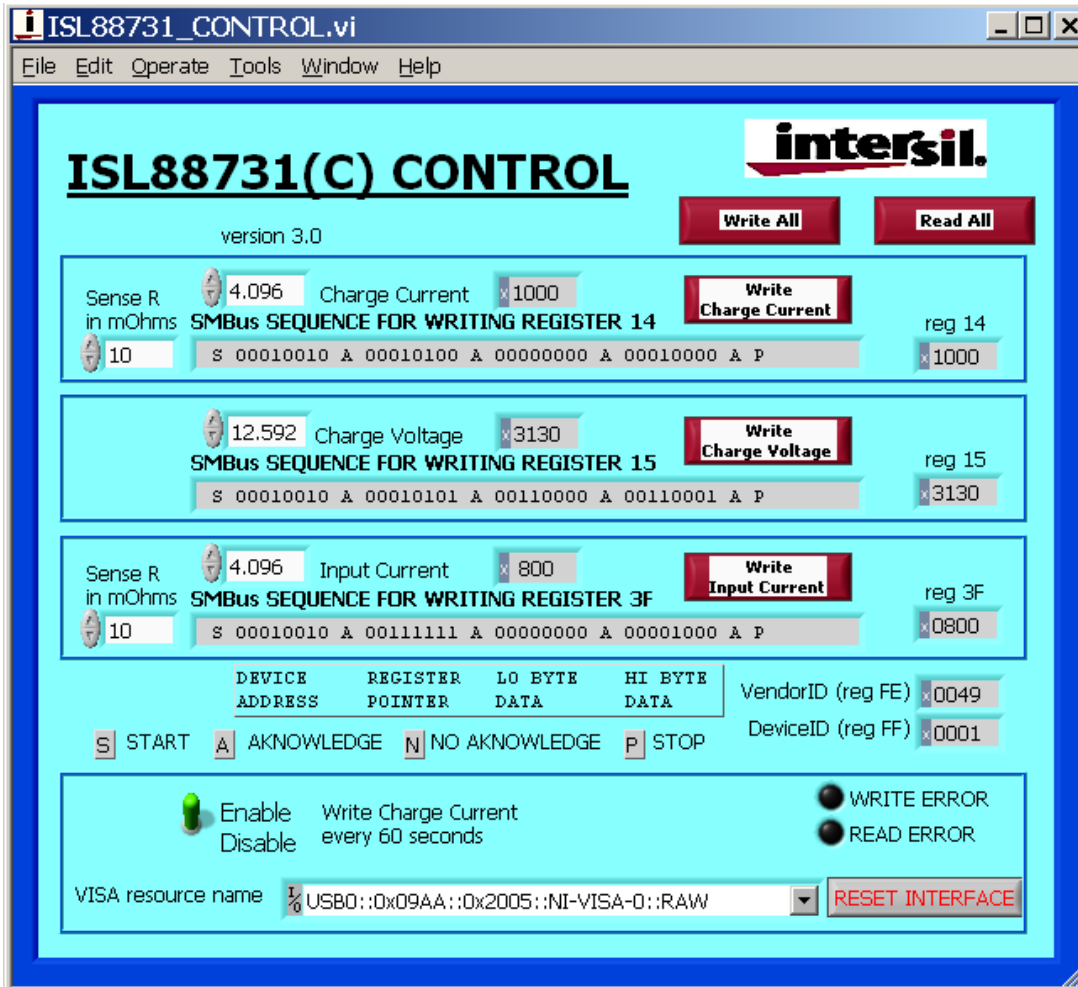 ISL88731_CONTROL.vi
File Edit Operate Tools Window Help
intersil.
ISL88731(C) CONTROL
Write All Read All
version 3.0
4.096 Charge Current x1000
Write
Charge Current
Sense R
in mOhms
SMBus SEQUENCE FOR WRITING REGISTER 14
reg 14
10 S 00010010 A 00010100 A 00000000 A 00010000 A P x1000
12.592 Charge Voltage x3130
Write
Charge Voltage
SMBus SEQUENCE FOR WRITING REGISTER 15
reg 15
S 00010010 A 00010101 A 00110000 A 00110001 A P x3130
4.096 Input Current x 800
Write
Input Current
Sense R
in mOhms
SMBus SEQUENCE FOR WRITING REGISTER 3F
reg 3F
10 S 00010010 A 00111111 A 00000000 A 00001000 A P x0800
DEVICE REGISTER LO BYTE HI BYTE
ADDRESS POINTER DATA DATA
VendorID (reg FE) x0049
DeviceID (reg FF) x0001
S START A AKNOWLEDGE N NO AKNOWLEDGE P STOP
Enable
Disable
Write Charge Current
every 60 seconds
WRITE ERROR
READ ERROR
VISA resource name I/O USB0::0x09AA::0x2005::NI-VISA-0::RAW RESET INTERFACE